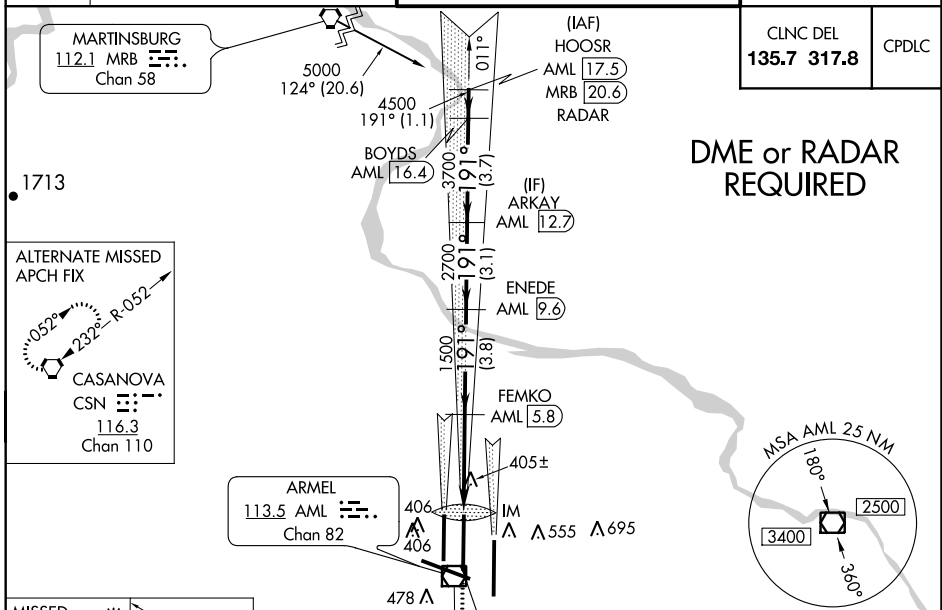 MARTINSBURG
112.1 MRB
Chan 58
5000
124° (20.6)
011°
(IAF)
HOOSR
AML 17.5
MRB 20.6
RADAR
CLNC DEL
135.7 317.8
CPDLC
4500
191° (1.1)
BOYDS
AML 16.4
3700
191°
(3.7)
DME or RADAR
REQUIRED
1713
(IF)
ARKAY
AML 12.7
2700
191°
(3.1)
ENEDE
AML 9.6
1500
191°
(3.8)
FEMKO
AML 5.8
ALTERNATE MISSED
APCH FIX
052°
232°
R-052
CASANOVA
CSN
116.3
Chan 110
405±
ARMEL
113.5 AML
Chan 82
406
406
IM
555
695
478
MSA AML 25 NM
180°
2500
3400
360°
MISSED